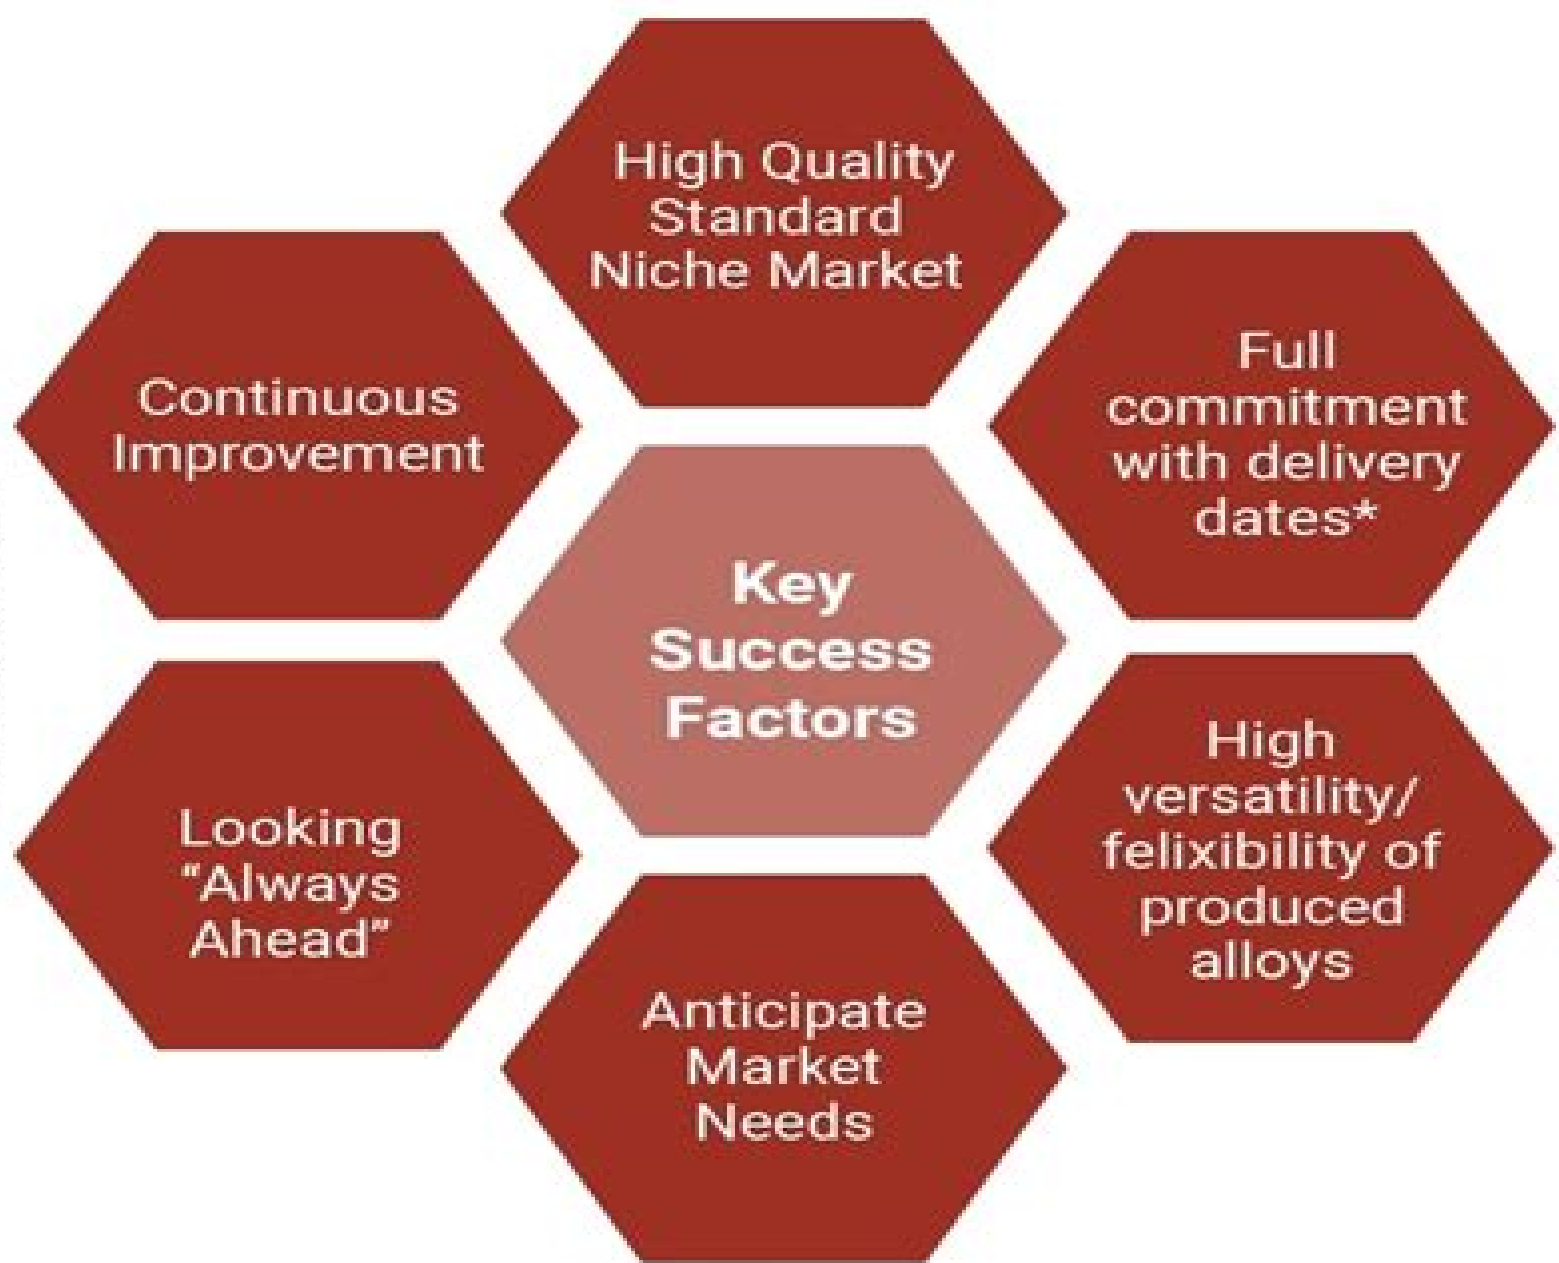 High Quality
Standard
Niche Market
Full
commitment
with delivery
dates*
High
versatility/
felixibility of
produced
alloys
Anticipate
Market
Needs
Looking
“Always
Ahead”
Continuous
Improvement
Key
Success
Factors